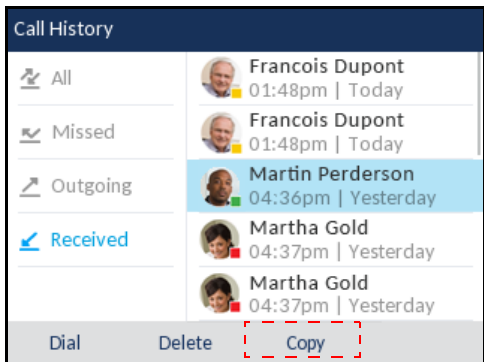 Call History
All
Missed
Outgoing
Received
Francois Dupont
01:48pm | Today
Francois Dupont
01:48pm | Today
Martin Perderson
04:36pm | Yesterday
Martha Gold
04:37pm | Yesterday
Martha Gold
04:37pm | Yesterday
Dial Delete Copy